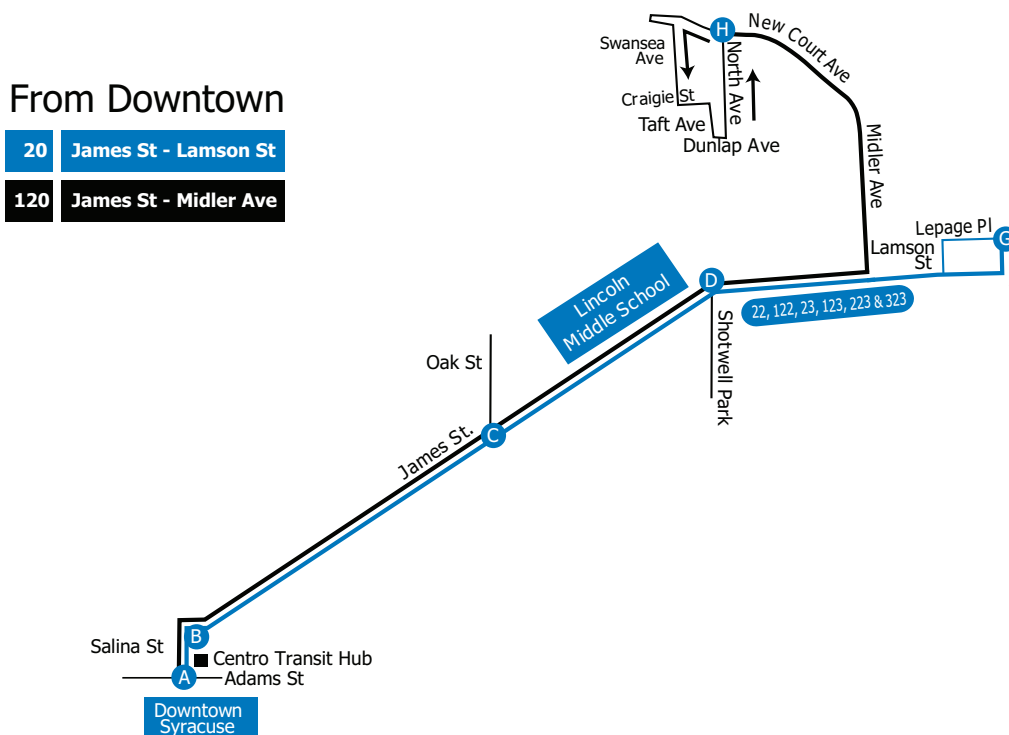 From Downtown
20 James St - Lamson St
120 James St - Midler Ave
H
New Court Ave
Swansea
Ave
North Ave
Craigie St
Taft Ave
Dunlap Ave
Midler Ave
Lepage Pl
G
Lamson
St
D
Lincoln
Middle School
22, 122, 23, 123, 223 & 323
Shotwell Park
Oak St
C
James St.
B
Salina St
Centro Transit Hub
A
Adams St
Downtown
Syracuse